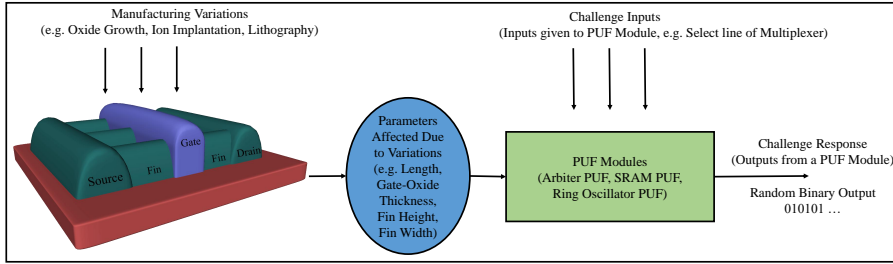 Manufacturing Variations
(e.g. Oxide Growth, Ion Implantation, Lithography)
Challenge Inputs
(Inputs given to PUF Module, e.g. Select line of Multiplexer)
Source
Fin
Gate
Fin
Drain
Parameters
Affected Due
to Variations
(e.g. Length,
Gate-Oxide
Thickness,
Fin Height,
Fin Width)
PUF Modules
(Arbiter PUF, SRAM PUF,
Ring Oscillator PUF)
Challenge Response
(Outputs from a PUF Module)
Random Binary Output
010101 ...